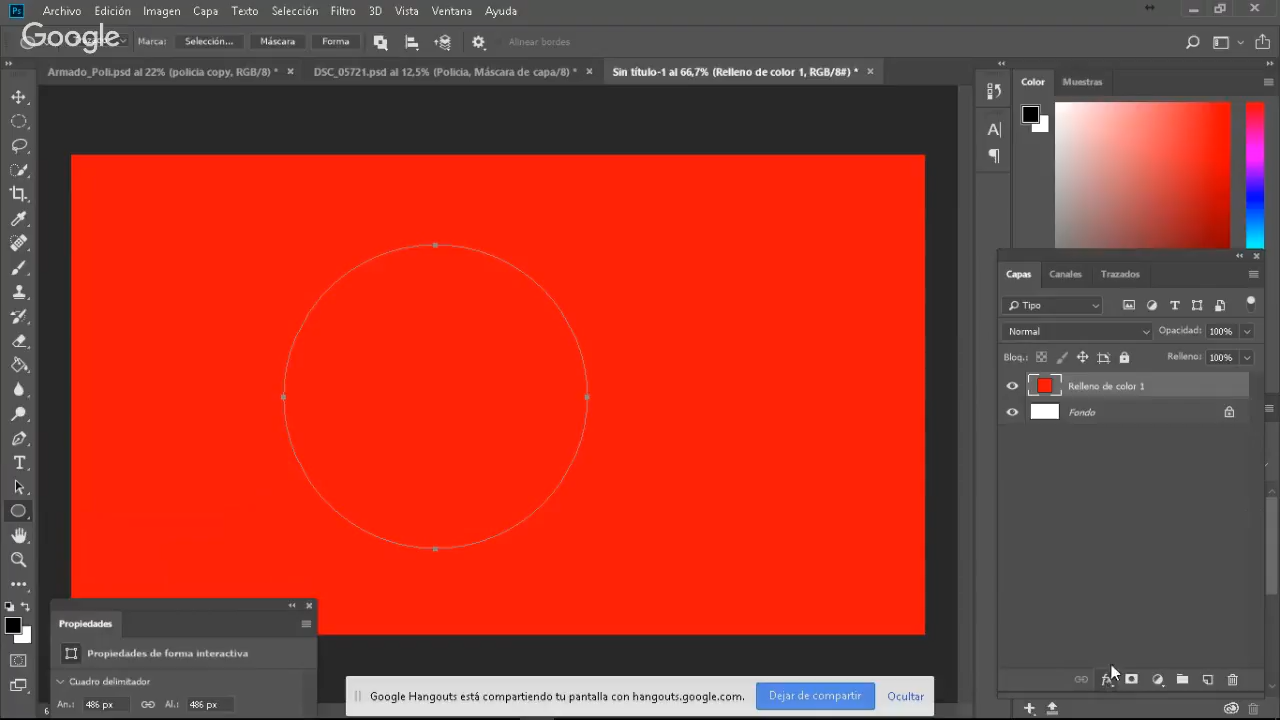 Ps Archivo Edición Imagen Capa Texto Selección Filtro 3D Vista Ventana Ayuda
Google
Marca: Selección... Máscara Forma Alinear bordes
Armado_Poli.psd al 22% (policia copy, RGB/8) * DSC_05721.psd al 12,5% (Policia, Máscara de capa/8) * Sin título-1 al 66,7% (Relleno de color 1, RGB/8#) *
Color Muestras
Capas Canales Trazados
Tipo
Normal Opacidad: 100%
Bloq.: Relleno: 100%
Relleno de color 1
Fondo
Propiedades
Propiedades de forma interactiva
Cuadro delimitador
An.: 486 px Al.: 486 px
Google Hangouts está compartiendo tu pantalla con hangouts.google.com. Dejar de compartir Ocultar